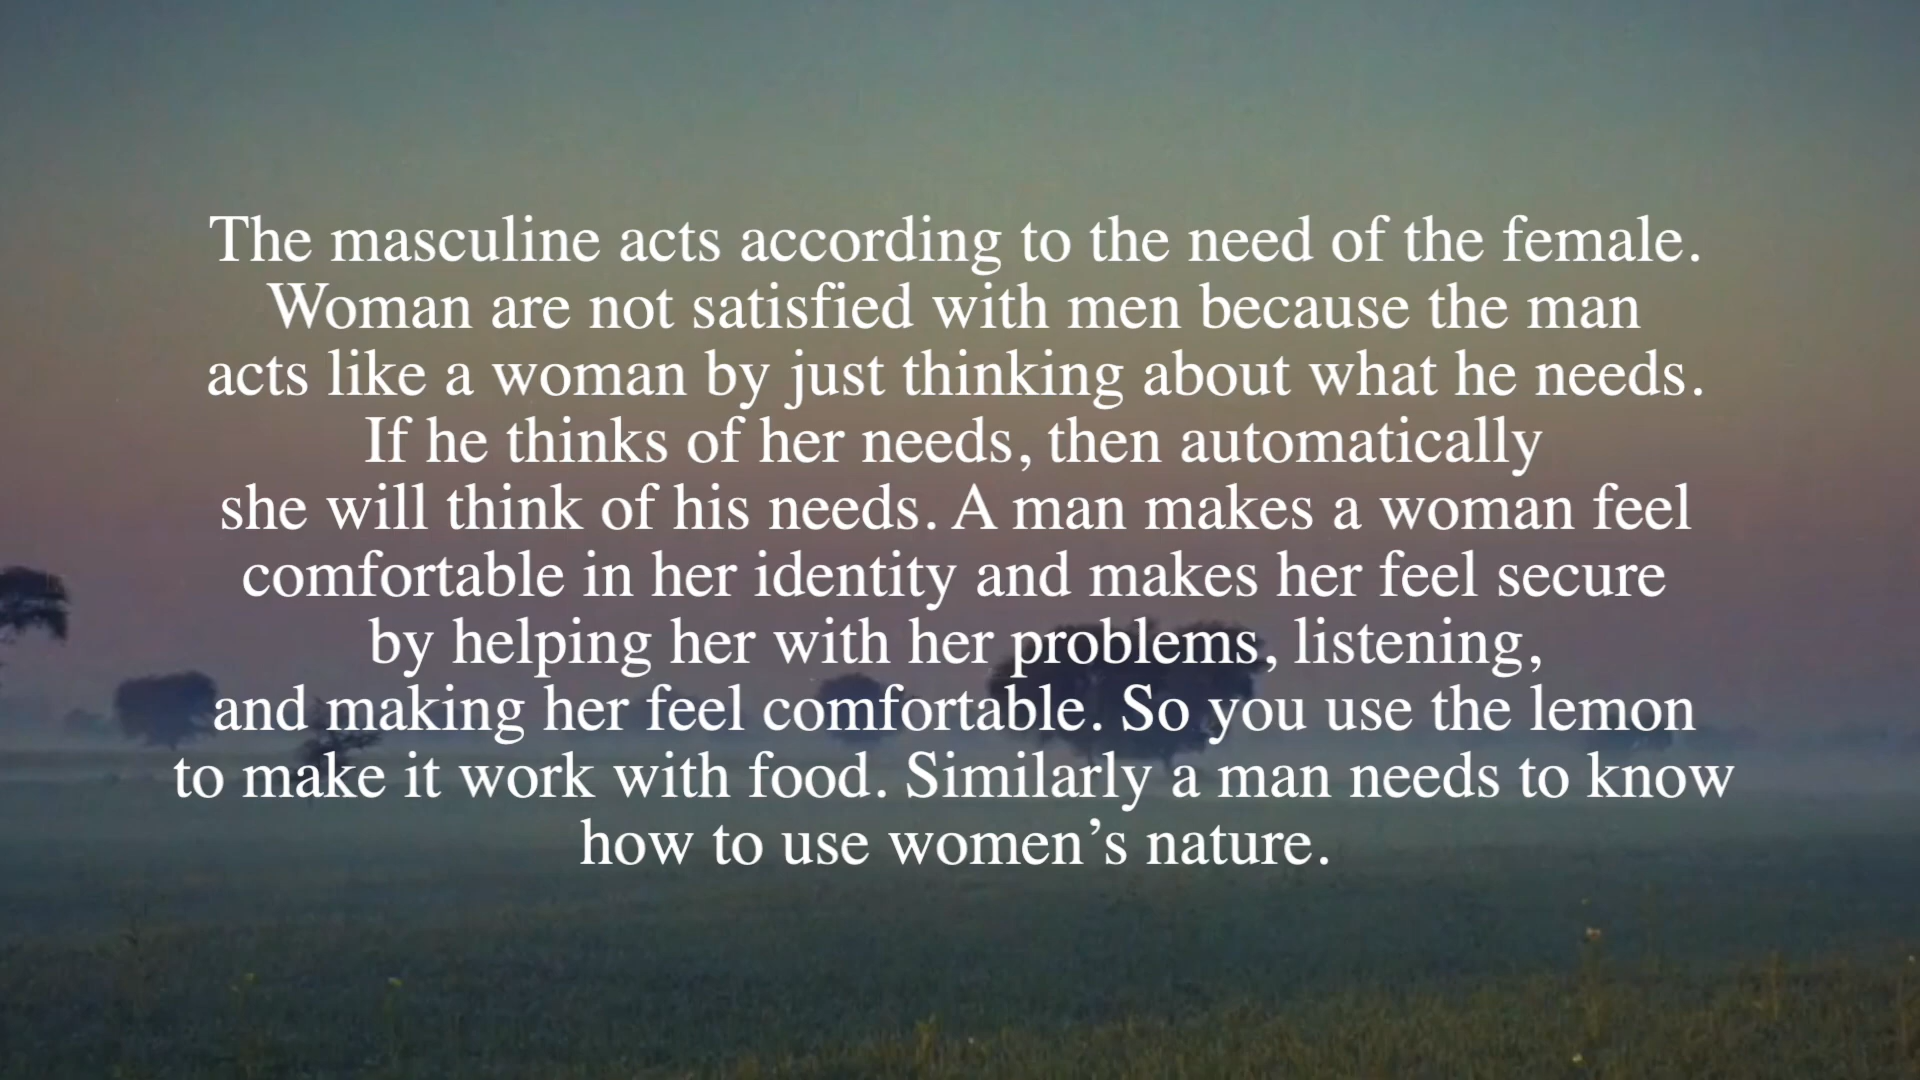 The masculine acts according to the need of the female.
Woman are not satisfied with men because the man
acts like a woman by just thinking about what he needs.
If he thinks of her needs, then automatically
she will think of his needs. A man makes a woman feel
comfortable in her identity and makes her feel secure
by helping her with her problems, listening,
and making her feel comfortable. So you use the lemon
to make it work with food. Similarly a man needs to know
how to use women’s nature.